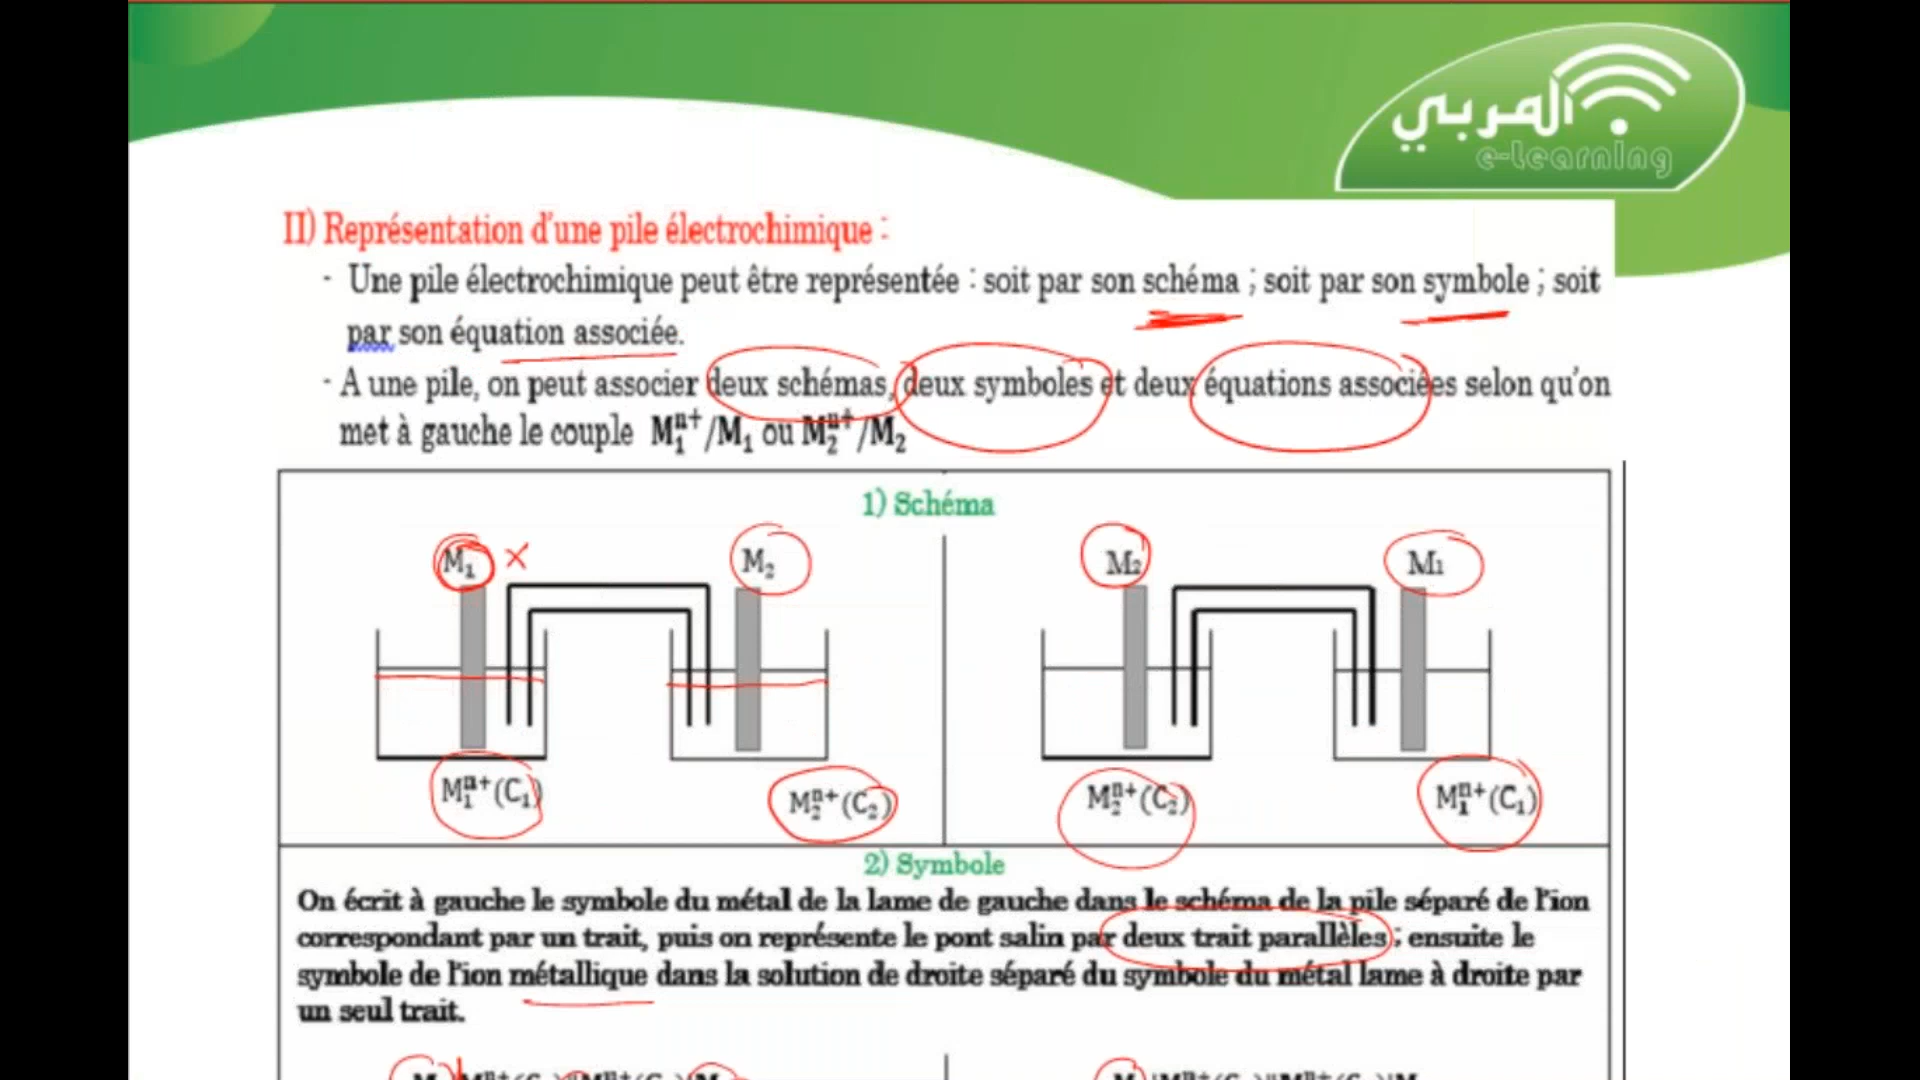 المربي
e-Learning
II) Représentation d'une pile électrochimique :
- Une pile électrochimique peut être représentée : soit par son schéma ; soit par son symbole ; soit
par son équation associée.
- A une pile, on peut associer deux schémas, deux symboles et deux équations associées selon qu'on
met à gauche le couple M₁ⁿ⁺/M₁ ou M₂ⁿ⁺/M₂
1) Schéma
M₁ × M₂ M₂ M₁
M₁ⁿ⁺(C₁) M₂ⁿ⁺(C₂) M₂ⁿ⁺(C₂) M₁ⁿ⁺(C₁)
2) Symbole
On écrit à gauche le symbole du métal de la lame de gauche dans le schéma de la pile séparé de l'ion
correspondant par un trait, puis on représente le pont salin par deux trait parallèles ; ensuite le
symbole de l'ion métallique dans la solution de droite séparé du symbole du métal lame à droite par
un seul trait.